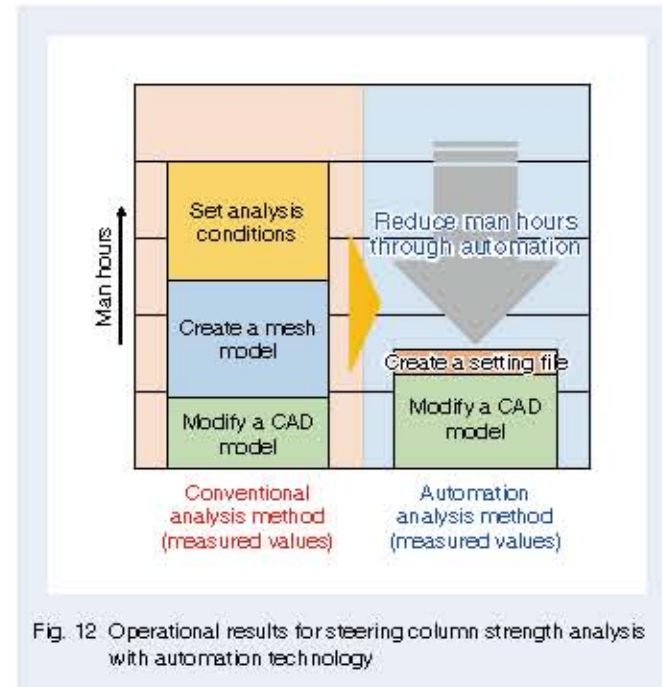 Man hours
Set analysis
conditions
Create a mesh
model
Modify a CAD
model
Reduce man hours
through automation
Create a setting file
Modify a CAD
model
Conventional
analysis method
(measured values)
Automation
analysis method
(measured values)
Fig. 12 Operational results for steering column strength analysis
with automation technology